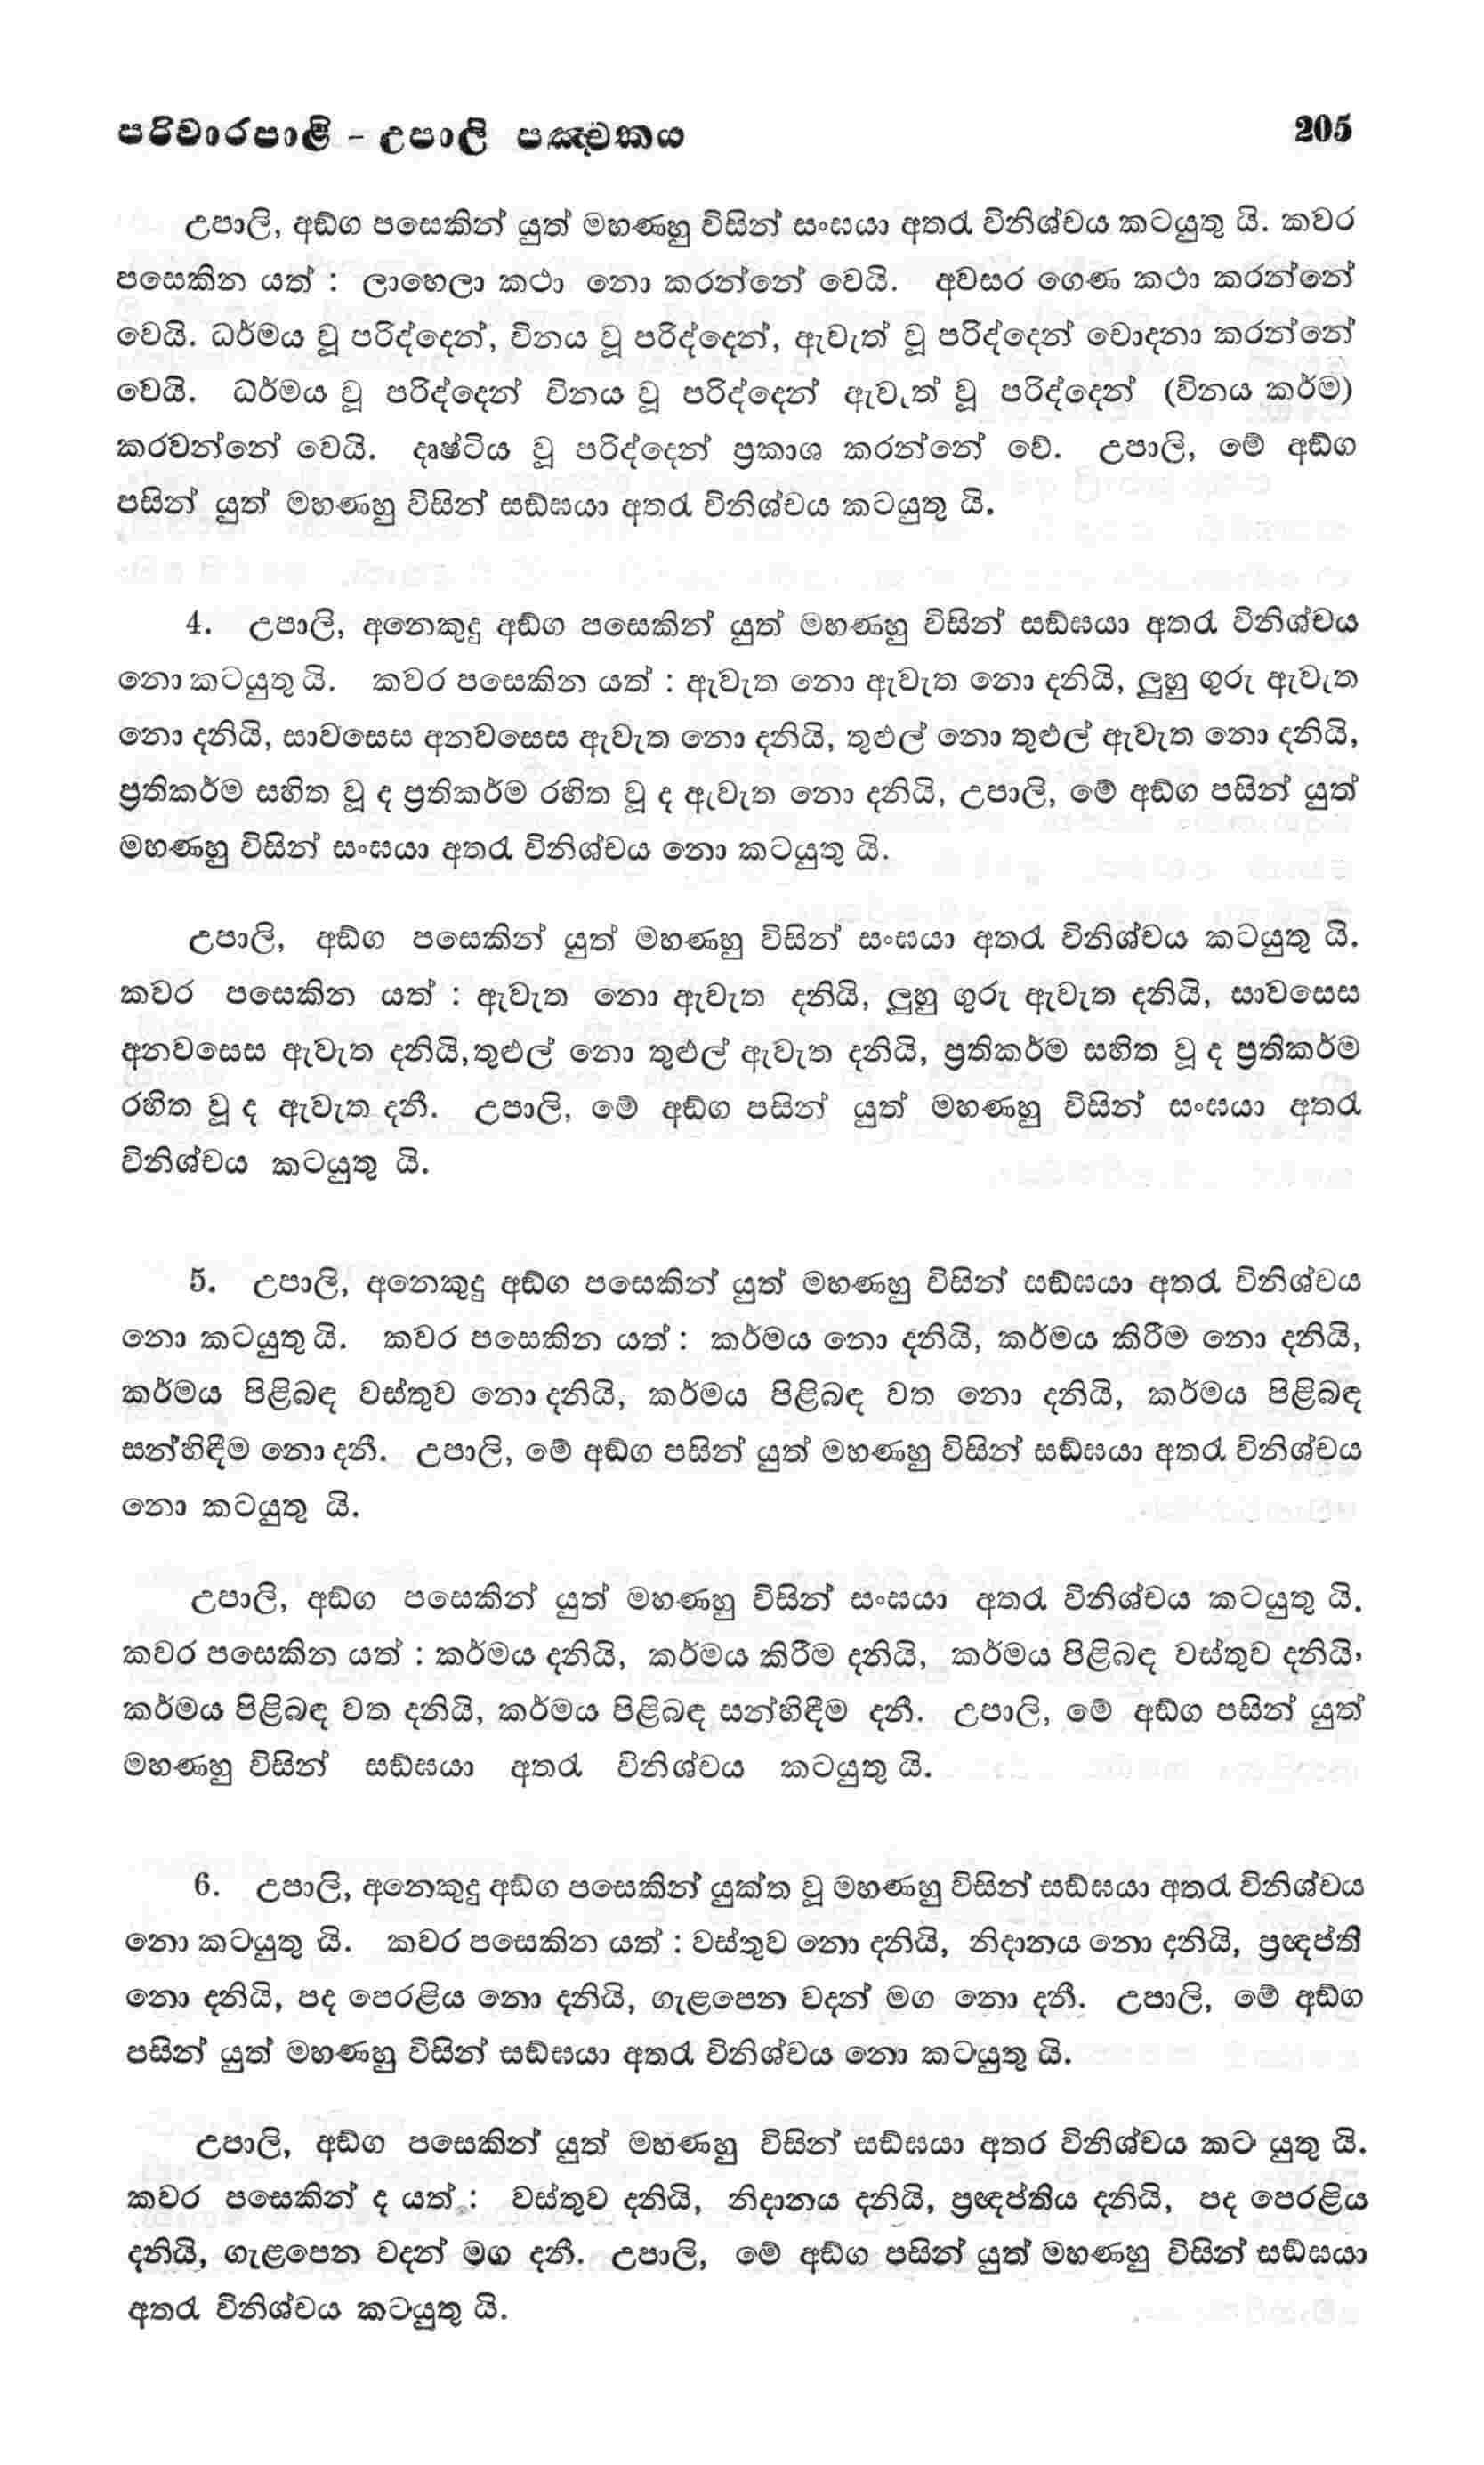 පරිවාරපාළි – උපාලි පඤ්චකය 205
උපාලි, අඞ්ග පසෙකින් යුත් මහණහු විසින් සංඝයා අතරැ විනිශ්චය කටයුතු යි. කවර
පසෙකින යත් : ලාහෙලා කථා නො කරන්නේ වෙයි. අවසර ගෙණ කථා කරන්නේ
වෙයි. ධර්මය වූ පරිද්දෙන්, විනය වූ පරිද්දෙන්, ඇවැත් වූ පරිද්දෙන් චොදනා කරන්නේ
වෙයි. ධර්මය වූ පරිද්දෙන් විනය වූ පරිද්දෙන් ඇවැත් වූ පරිද්දෙන් (විනය කර්ම)
කරවන්නේ වෙයි. දෘෂ්ටිය වූ පරිද්දෙන් ප්‍රකාශ කරන්නේ වේ. උපාලි, මේ අඞ්ග
පසින් යුත් මහණහු විසින් සඞ්ඝයා අතරැ විනිශ්චය කටයුතු යි.
4. උපාලි, අනෙකුදු අඞ්ග පසෙකින් යුත් මහණහු විසින් සඞ්ඝයා අතරැ විනිශ්චය
නො කටයුතු යි. කවර පසෙකින යත් : ඇවැත නො ඇවැත නො දනියි, ලුහු ගුරු ඇවැත
නො දනියි, සාවසෙස අනවසෙස ඇවැත නො දනියි, තුළුල් නො තුළුල් ඇවැත නො දනියි,
ප්‍රතිකර්ම සහිත වූ ද ප්‍රතිකර්ම රහිත වූ ද ඇවැත නො දනියි, උපාලි, මේ අඞ්ග පසින් යුත්
මහණහු විසින් සංඝයා අතරැ විනිශ්චය නො කටයුතු යි.
උපාලි, අඞ්ග පසෙකින් යුත් මහණහු විසින් සංඝයා අතරැ විනිශ්චය කටයුතු යි.
කවර පසෙකින යත් : ඇවැත නො ඇවැත දනියි, ලුහු ගුරු ඇවැත දනියි, සාවසෙස
අනවසෙස ඇවැත දනියි,තුළුල් නො තුළුල් ඇවැත දනියි, ප්‍රතිකර්ම සහිත වූ ද ප්‍රතිකර්ම
රහිත වූ ද ඇවැත දනී. උපාලි, මේ අඞ්ග පසින් යුත් මහණහු විසින් සංඝයා අතරැ
විනිශ්චය කටයුතු යි.
5. උපාලි, අනෙකුදු අඞ්ග පසෙකින් යුත් මහණහු විසින් සඞ්ඝයා අතරැ විනිශ්චය
නො කටයුතු යි. කවර පසෙකින යත් : කර්මය නො දනියි, කර්මය කිරීම නො දනියි,
කර්මය පිළිබඳ වස්තුව නො දනියි, කර්මය පිළිබඳ වත නො දනියි, කර්මය පිළිබඳ
සන්හිඳීම නො දනී. උපාලි, මේ අඞ්ග පසින් යුත් මහණහු විසින් සඞ්ඝයා අතරැ විනිශ්චය
නො කටයුතු යි.
උපාලි, අඞ්ග පසෙකින් යුත් මහණහු විසින් සංඝයා අතරැ විනිශ්චය කටයුතු යි.
කවර පසෙකින යත් : කර්මය දනියි, කර්මය කිරීම දනියි, කර්මය පිළිබඳ වස්තුව දනියි,
කර්මය පිළිබඳ වත දනියි, කර්මය පිළිබඳ සන්හිඳීම දනී. උපාලි, මේ අඞ්ග පසින් යුත්
මහණහු විසින් සඞ්ඝයා අතරැ විනිශ්චය කටයුතු යි.
6. උපාලි, අනෙකුදු අඞ්ග පසෙකින් යුක්ත වූ මහණහු විසින් සඞ්ඝයා අතරැ විනිශ්චය
නො කටයුතු යි. කවර පසෙකින යත් : වස්තුව නො දනියි, නිදානය නො දනියි, ප්‍රඥප්ති
නො දනියි, පද පෙරළිය නො දනියි, ගැළපෙන වදන් මග නො දනී. උපාලි, මේ අඞ්ග
පසින් යුත් මහණහු විසින් සඞ්ඝයා අතරැ විනිශ්චය නො කටයුතු යි.
උපාලි, අඞ්ග පසෙකින් යුත් මහණහු විසින් සඞ්ඝයා අතර විනිශ්චය කට යුතු යි.
කවර පසෙකින් ද යත් : වස්තුව දනියි, නිදානය දනියි, ප්‍රඥප්තිය දනියි, පද පෙරළිය
දනියි, ගැළපෙන වදන් මග දනී. උපාලි, මේ අඞ්ග පසින් යුත් මහණහු විසින් සඞ්ඝයා
අතරැ විනිශ්චය කටයුතු යි.